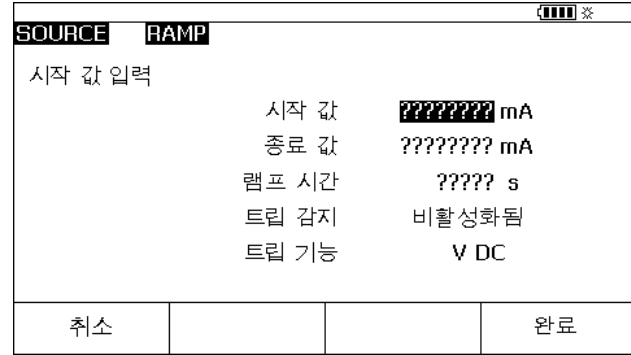 SOURCE RAMP
시작 값 입력
시작 값 ???????? mA
종료 값 ???????? mA
램프 시간 ????? s
트립 감지 비활성화됨
트립 기능 V DC
취소 완료